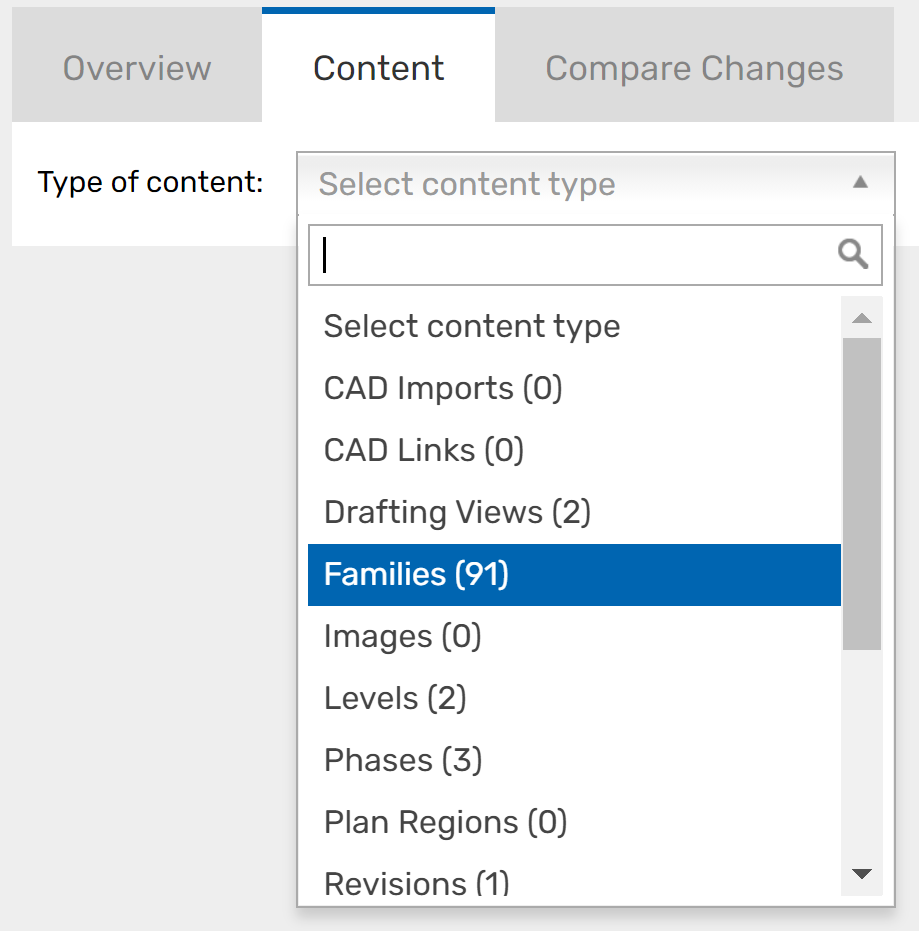 Overview Content Compare Changes
Type of content: Select content type
Select content type
CAD Imports (0)
CAD Links (0)
Drafting Views (2)
Families (91)
Images (0)
Levels (2)
Phases (3)
Plan Regions (0)
Revisions (1)